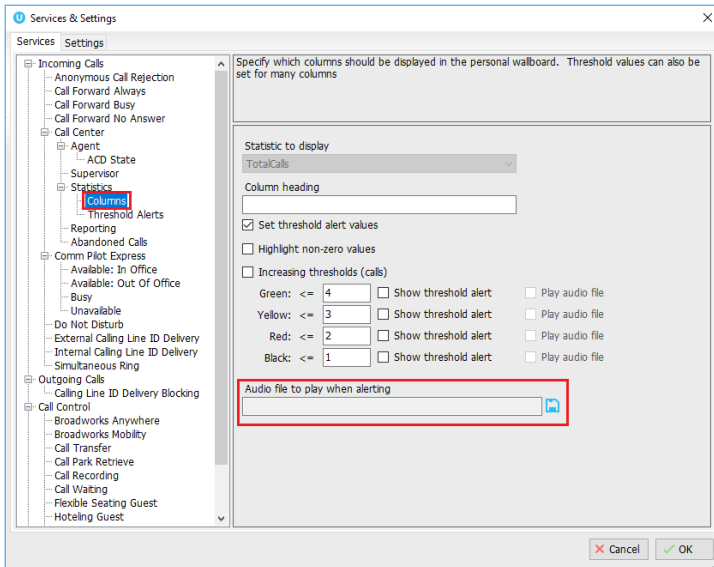 Services & Settings
Services Settings
Incoming Calls
Anonymous Call Rejection
Call Forward Always
Call Forward Busy
Call Forward No Answer
Call Center
Agent
ACD State
Supervisor
Statistics
Columns
Threshold Alerts
Reporting
Abandoned Calls
Comm Pilot Express
Available: In Office
Available: Out Of Office
Busy
Unavailable
Do Not Disturb
External Calling Line ID Delivery
Internal Calling Line ID Delivery
Simultaneous Ring
Outgoing Calls
Calling Line ID Delivery Blocking
Call Control
Broadworks Anywhere
Broadworks Mobility
Call Transfer
Call Park Retrieve
Call Recording
Call Waiting
Flexible Seating Guest
Hoteling Guest
Specify which columns should be displayed in the personal wallboard. Threshold values can also be
set for many columns
Statistic to display
TotalCalls
Column heading
Set threshold alert values
Highlight non-zero values
Increasing thresholds (calls)
Green: <= 4 Show threshold alert Play audio file
Yellow: <= 3 Show threshold alert Play audio file
Red: <= 2 Show threshold alert Play audio file
Black: <= 1 Show threshold alert Play audio file
Audio file to play when alerting
Cancel OK